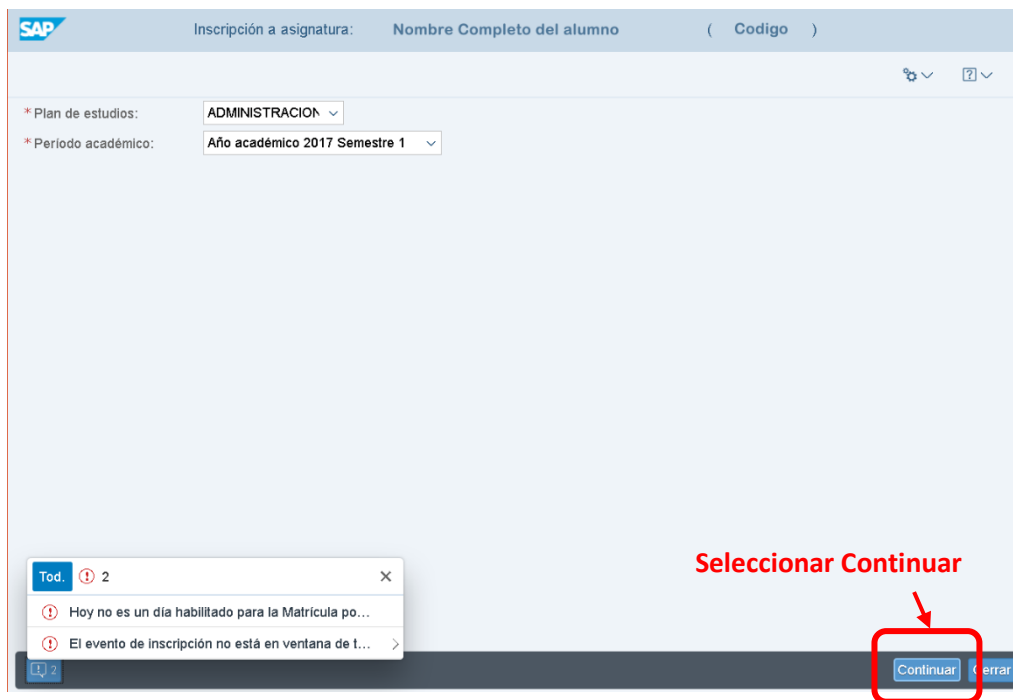 SAP Inscripción a asignatura: Nombre Completo del alumno ( Codigo )
* Plan de estudios: ADMINISTRACION
* Período académico: Año académico 2017 Semestre 1
Seleccionar Continuar
Tod. 2
Hoy no es un día habilitado para la Matrícula po...
El evento de inscripción no está en ventana de t...
2 Continuar Cerrar